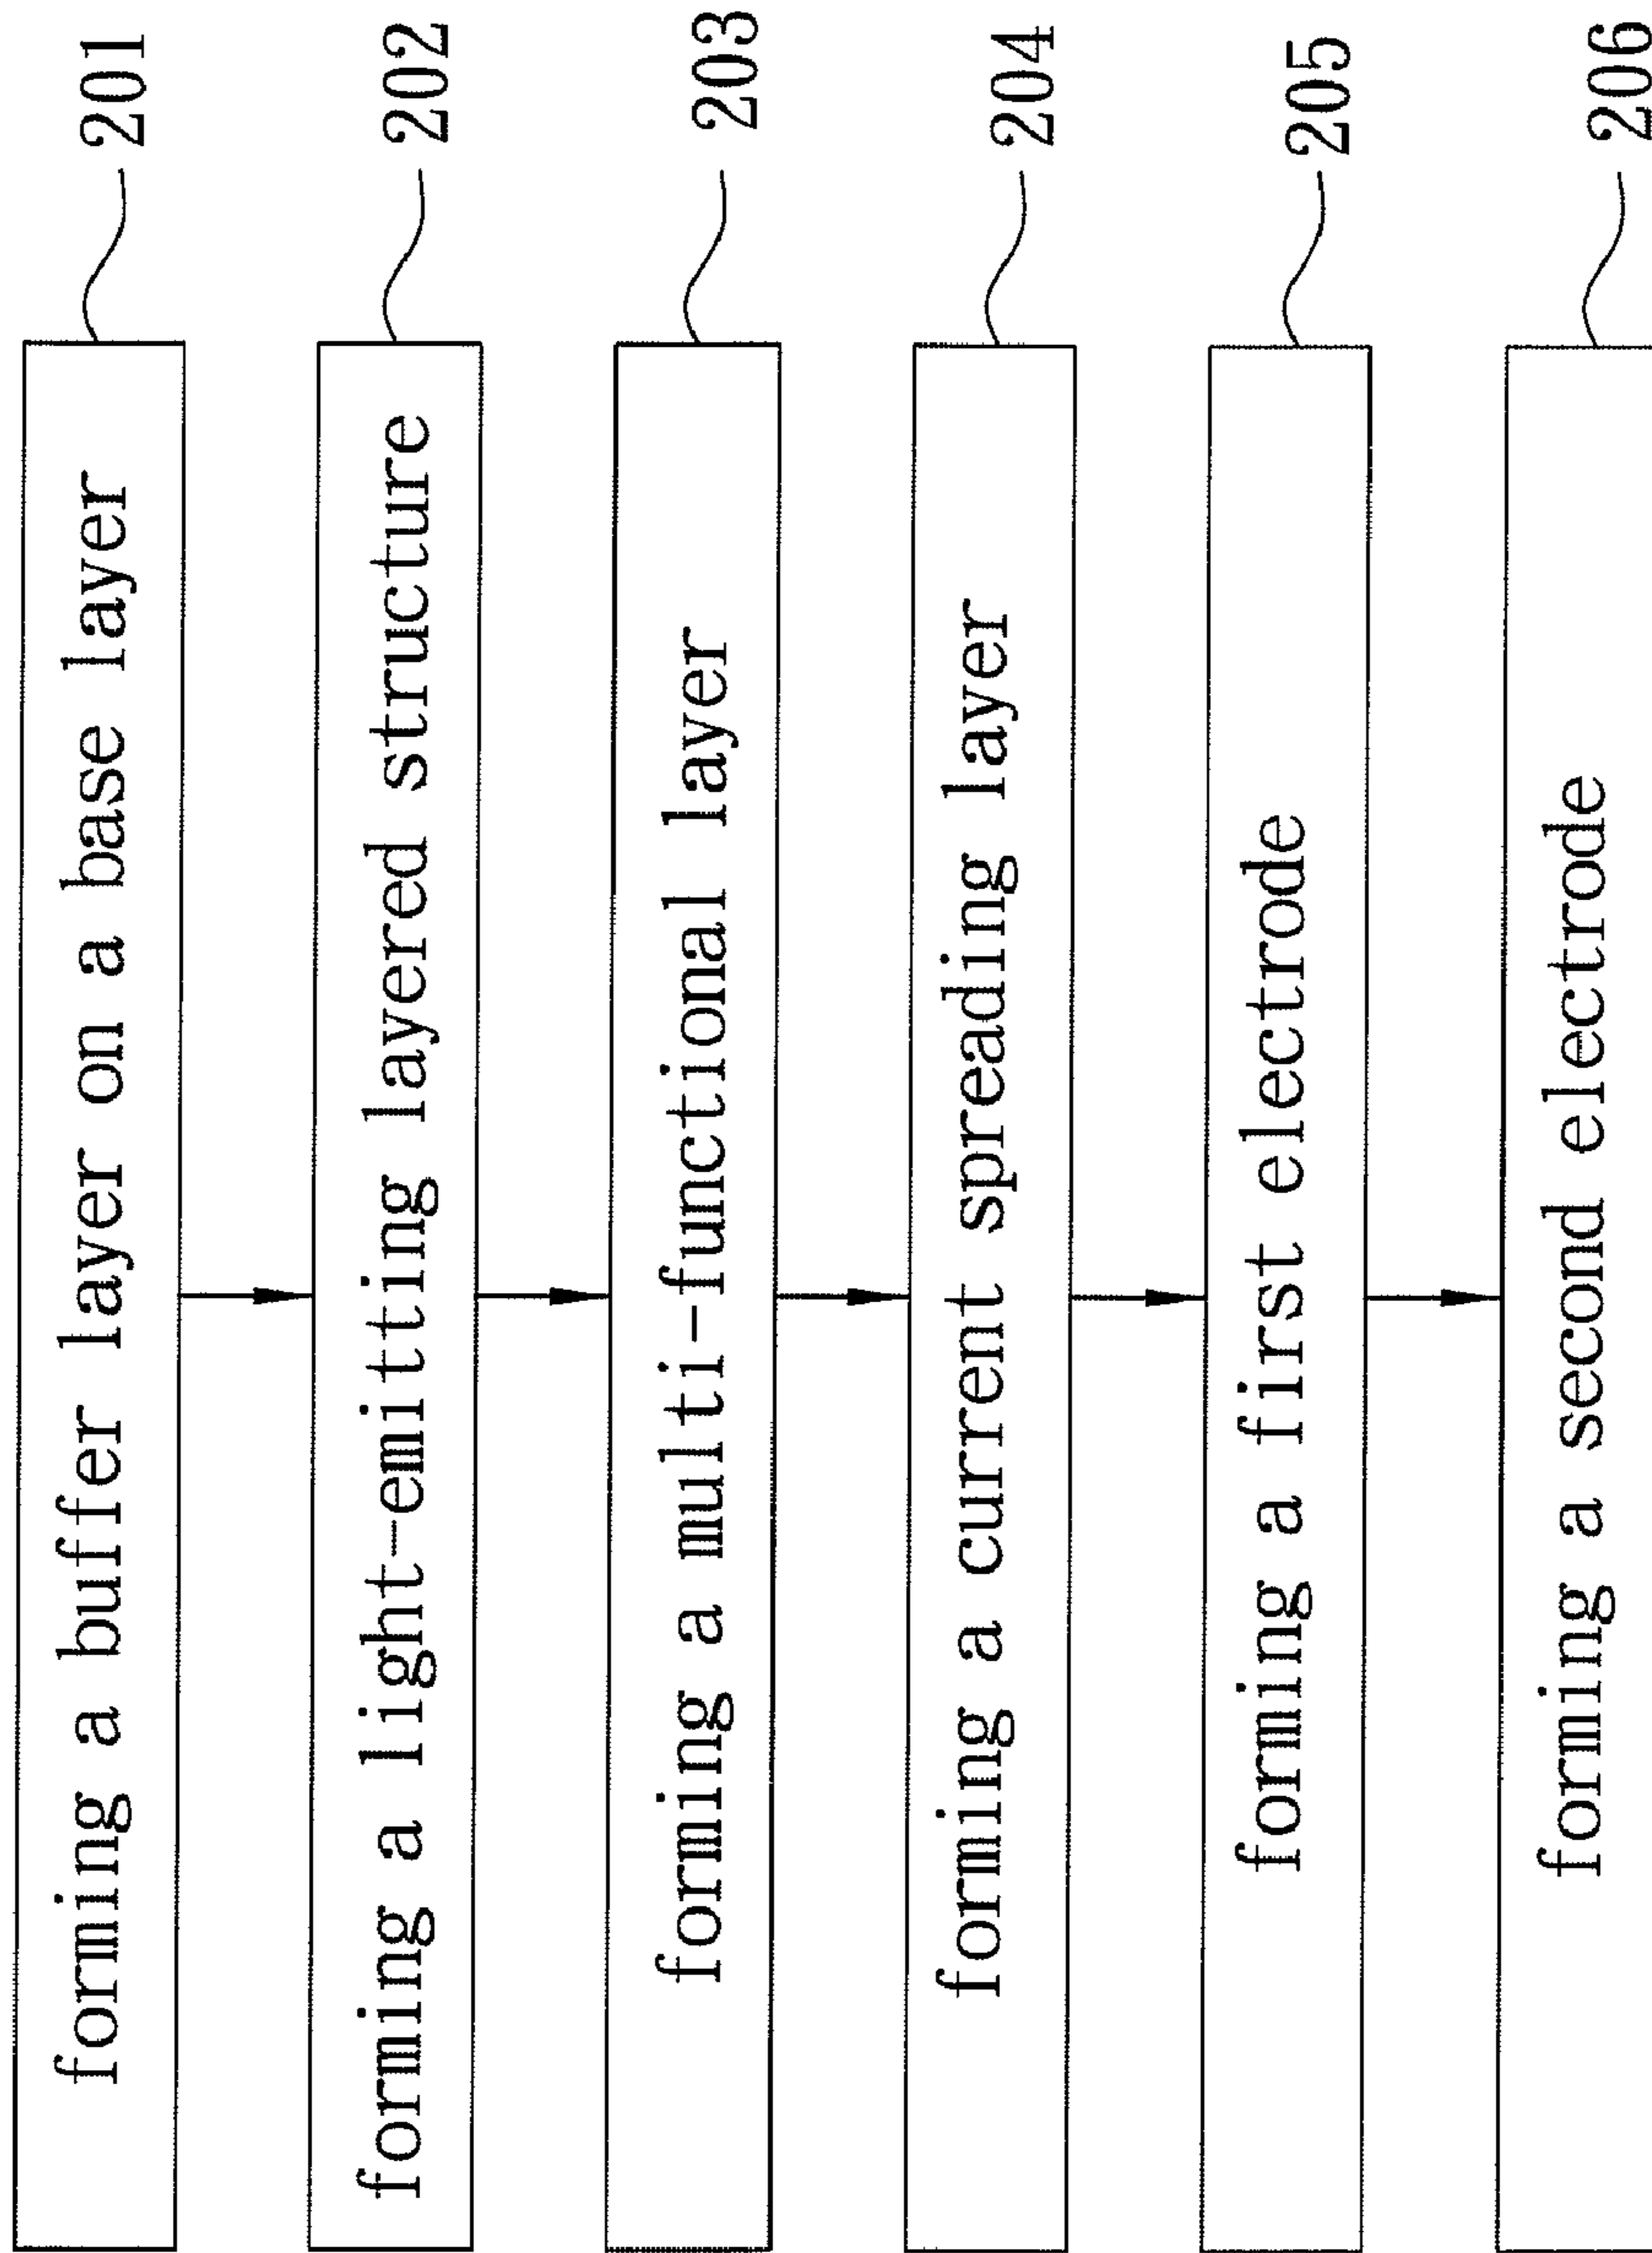 forming a buffer layer on a base layer 201
forming a light-emitting layered structure 202
forming a multi-functional layer 203
forming a current spreading layer 204
forming a first electrode 205
forming a second electrode 206